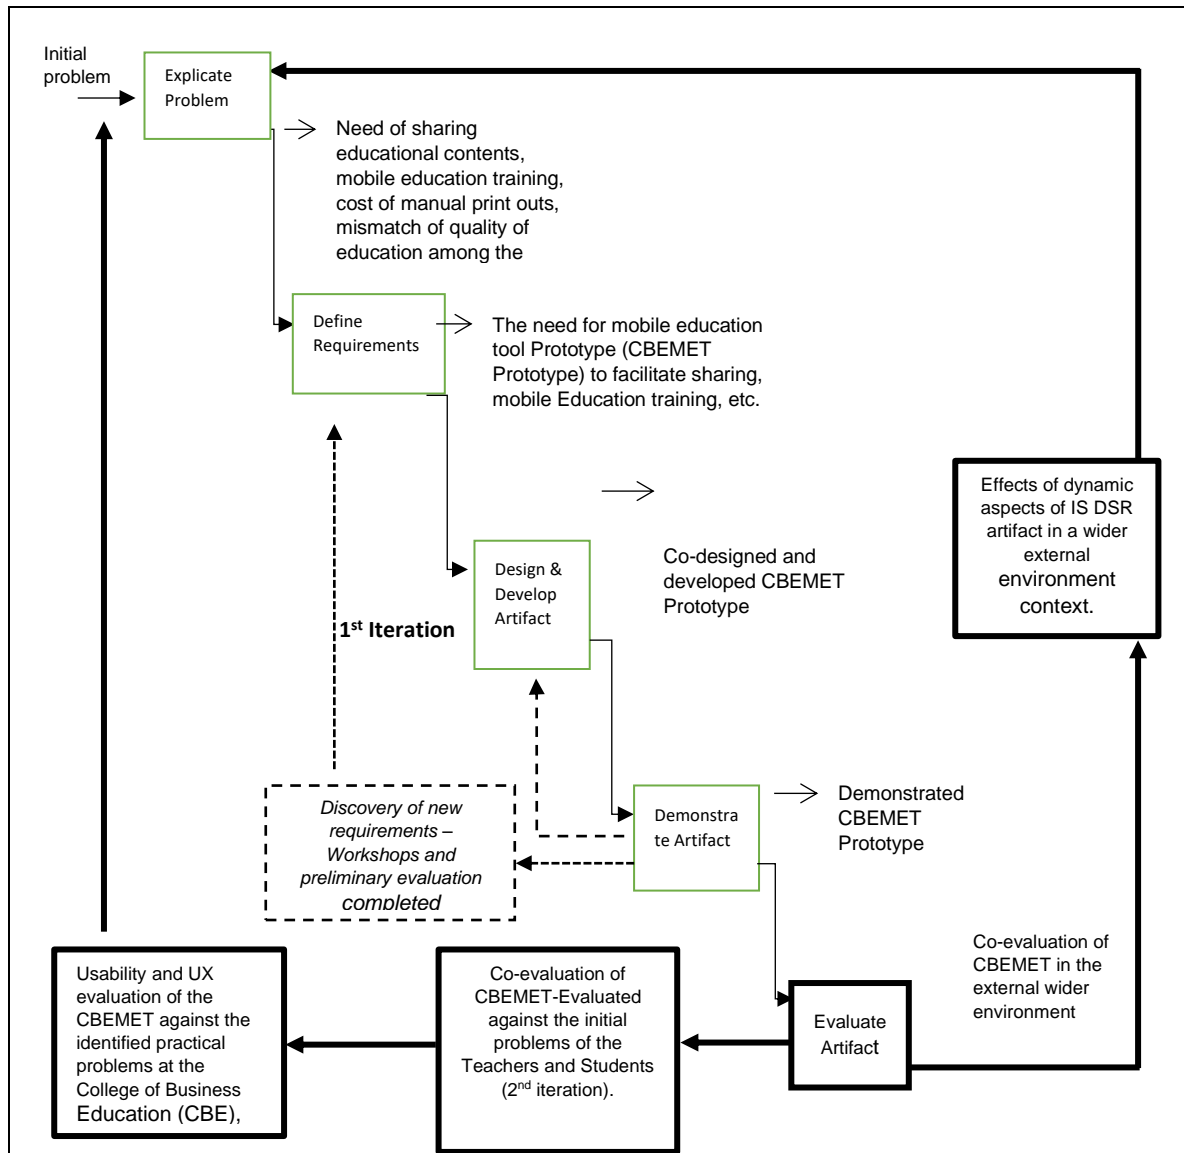 Initial
problem
Explicate
Problem
Need of sharing
educational contents,
mobile education training,
cost of manual print outs,
mismatch of quality of
education among the
Define
Requirements
The need for mobile education
tool Prototype (CBEMET
Prototype) to facilitate sharing,
mobile Education training, etc.
Effects of dynamic
aspects of IS DSR
artifact in a wider
external
environment
context.
Design &
Develop
Artifact
Co-designed and
developed CBEMET
Prototype
1st Iteration
Discovery of new
requirements –
Workshops and
preliminary evaluation
completed
Demonstra
te Artifact
Demonstrated
CBEMET
Prototype
Usability and UX
evaluation of the
CBEMET against the
identified practical
problems at the
College of Business
Education (CBE),
Co-evaluation of
CBEMET-Evaluated
against the initial
problems of the
Teachers and Students
(2nd iteration).
Evaluate
Artifact
Co-evaluation of
CBEMET in the
external wider
environment